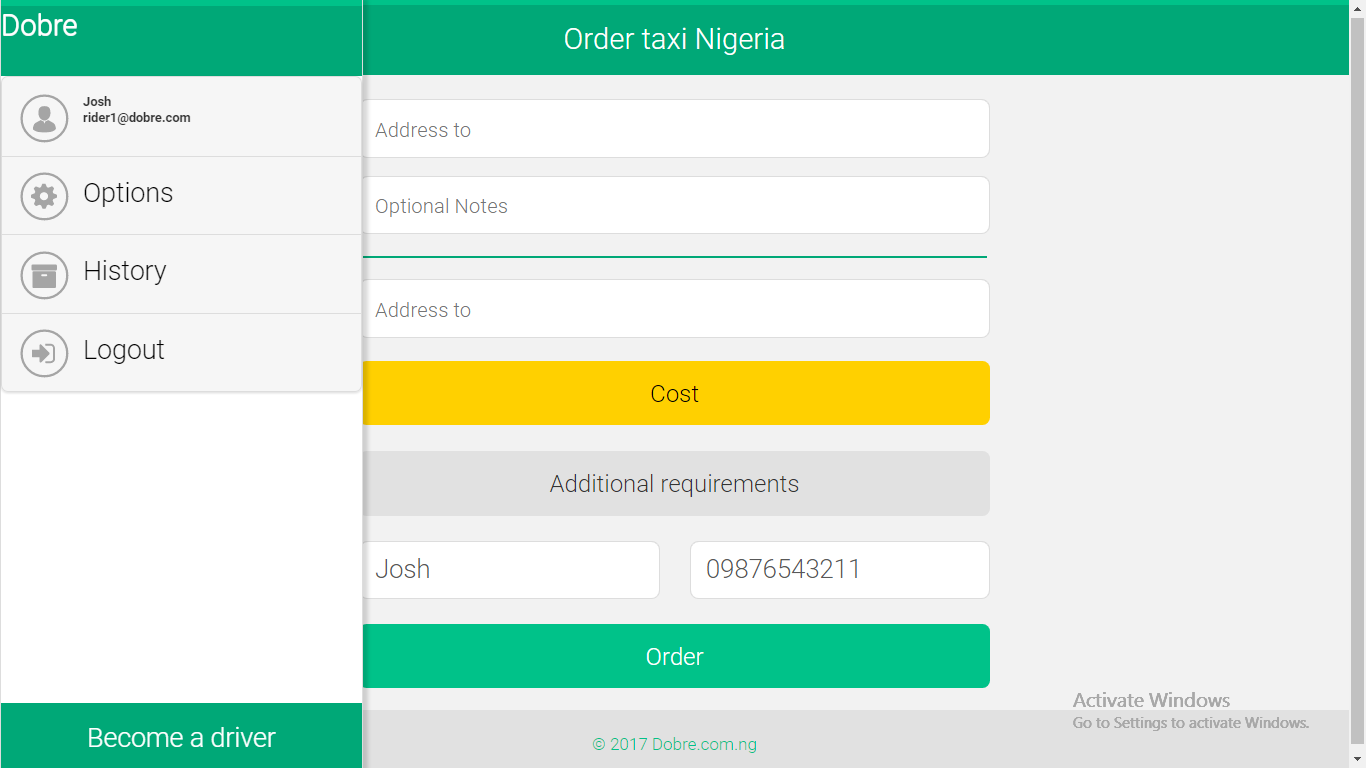 Dobre
Order taxi Nigeria
Josh
rider1@dobre.com
Options
History
Logout
Become a driver
Address to
Optional Notes
Address to
Cost
Additional requirements
Josh
09876543211
Order
© 2017 Dobre.com.ng
Activate Windows
Go to Settings to activate Windows.